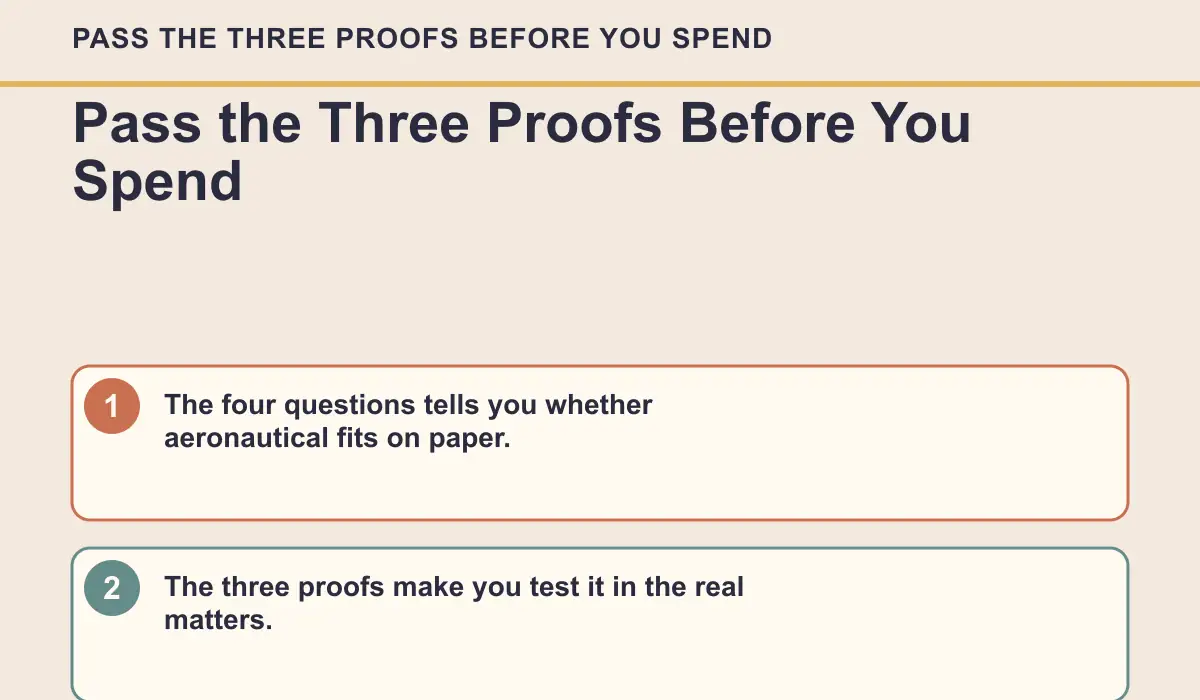 PASS THE THREE PROOFS BEFORE YOU SPEND
Pass the Three Proofs Before You
Spend
1
The four questions tells you whether
aeronautical fits on paper.
2
The three proofs make you test it in the real
matters.